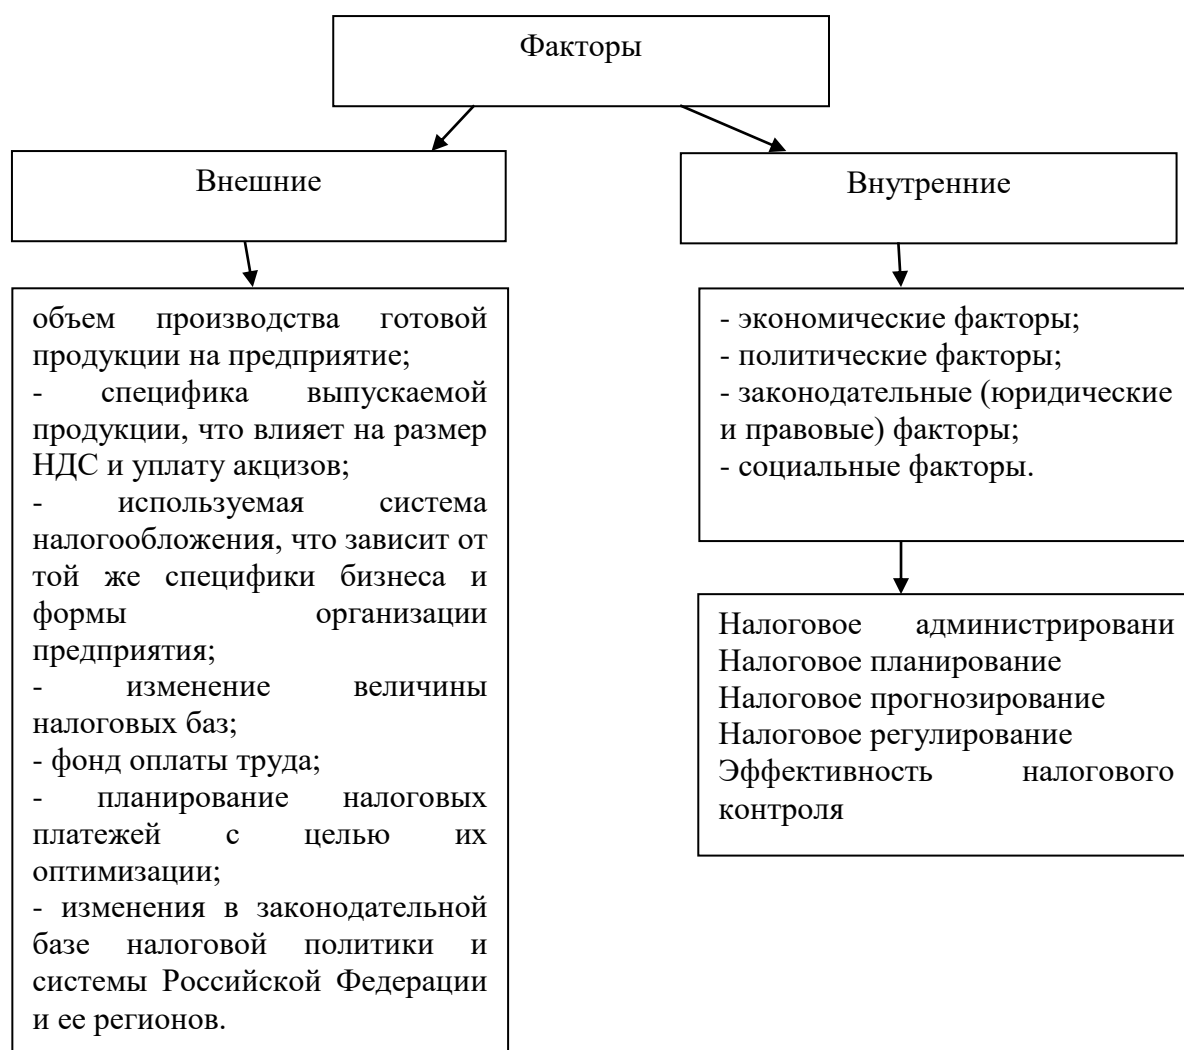 Факторы
Внешние
Внутренние
объем производства готовой
продукции на предприятие;
- специфика выпускаемой
продукции, что влияет на размер
НДС и уплату акцизов;
- используемая система
налогообложения, что зависит от
той же специфики бизнеса и
формы организации
предприятия;
- изменение величины
налоговых баз;
- фонд оплаты труда;
- планирование налоговых
платежей с целью их
оптимизации;
- изменения в законодательной
базе налоговой политики и
системы Российской Федерации
и ее регионов.
- экономические факторы;
- политические факторы;
- законодательные (юридические
и правовые) факторы;
- социальные факторы.
Налоговое администрировани
Налоговое планирование
Налоговое прогнозирование
Налоговое регулирование
Эффективность налогового
контроля